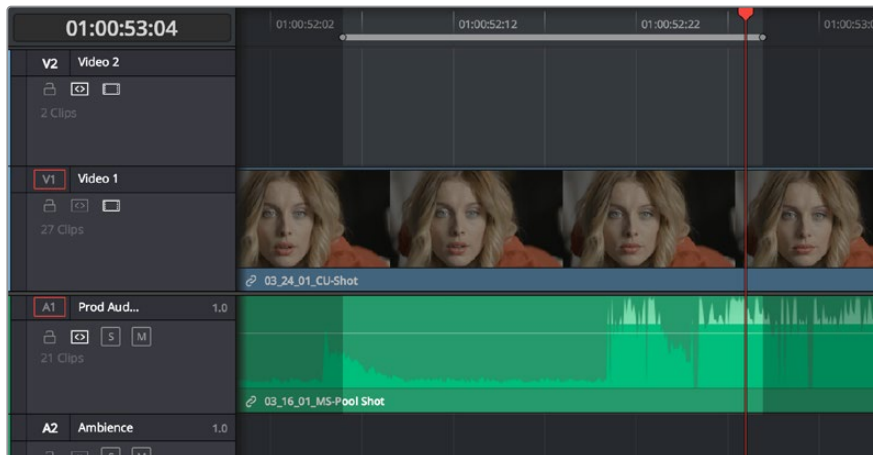 01:00:53:04
01:00:52:02
01:00:52:12
01:00:52:22
01:00:53:0
V2 Video 2
2 Clips
V1 Video 1
27 Clips
03_24_01_CU-Shot
A1 Prod Aud... 1.0
S M
21 Clips
03_16_01_MS-Pool Shot
A2 Ambience 1.0
S M